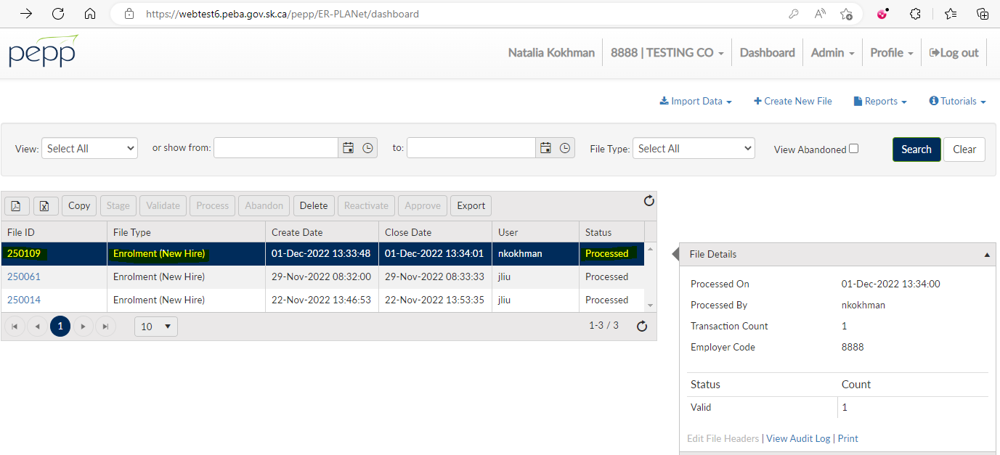 https://webtest6.peba.gov.sk.ca/pepp/ER-PLANet/dashboard
pepp
Natalia Kokhman 8888 | TESTING CO Dashboard Admin Profile Log out
Import Data Create New File Reports Tutorials
View: Select All or show from: to: File Type: Select All View Abandoned Search Clear
Copy Stage Validate Process Abandon Delete Reactivate Approve Export
File ID File Type Create Date Close Date User Status
250109 Enrolment (New Hire) 01-Dec-2022 13:33:48 01-Dec-2022 13:34:01 nkokhman Processed
250061 Enrolment (New Hire) 29-Nov-2022 08:32:00 29-Nov-2022 08:33:33 jliu Processed
250014 Enrolment (New Hire) 22-Nov-2022 13:46:53 22-Nov-2022 13:53:35 jliu Processed
1 10 1-3 / 3
File Details
Processed On 01-Dec-2022 13:34:00
Processed By nkokhman
Transaction Count 1
Employer Code 8888
Status Count
Valid 1
Edit File Headers | View Audit Log | Print